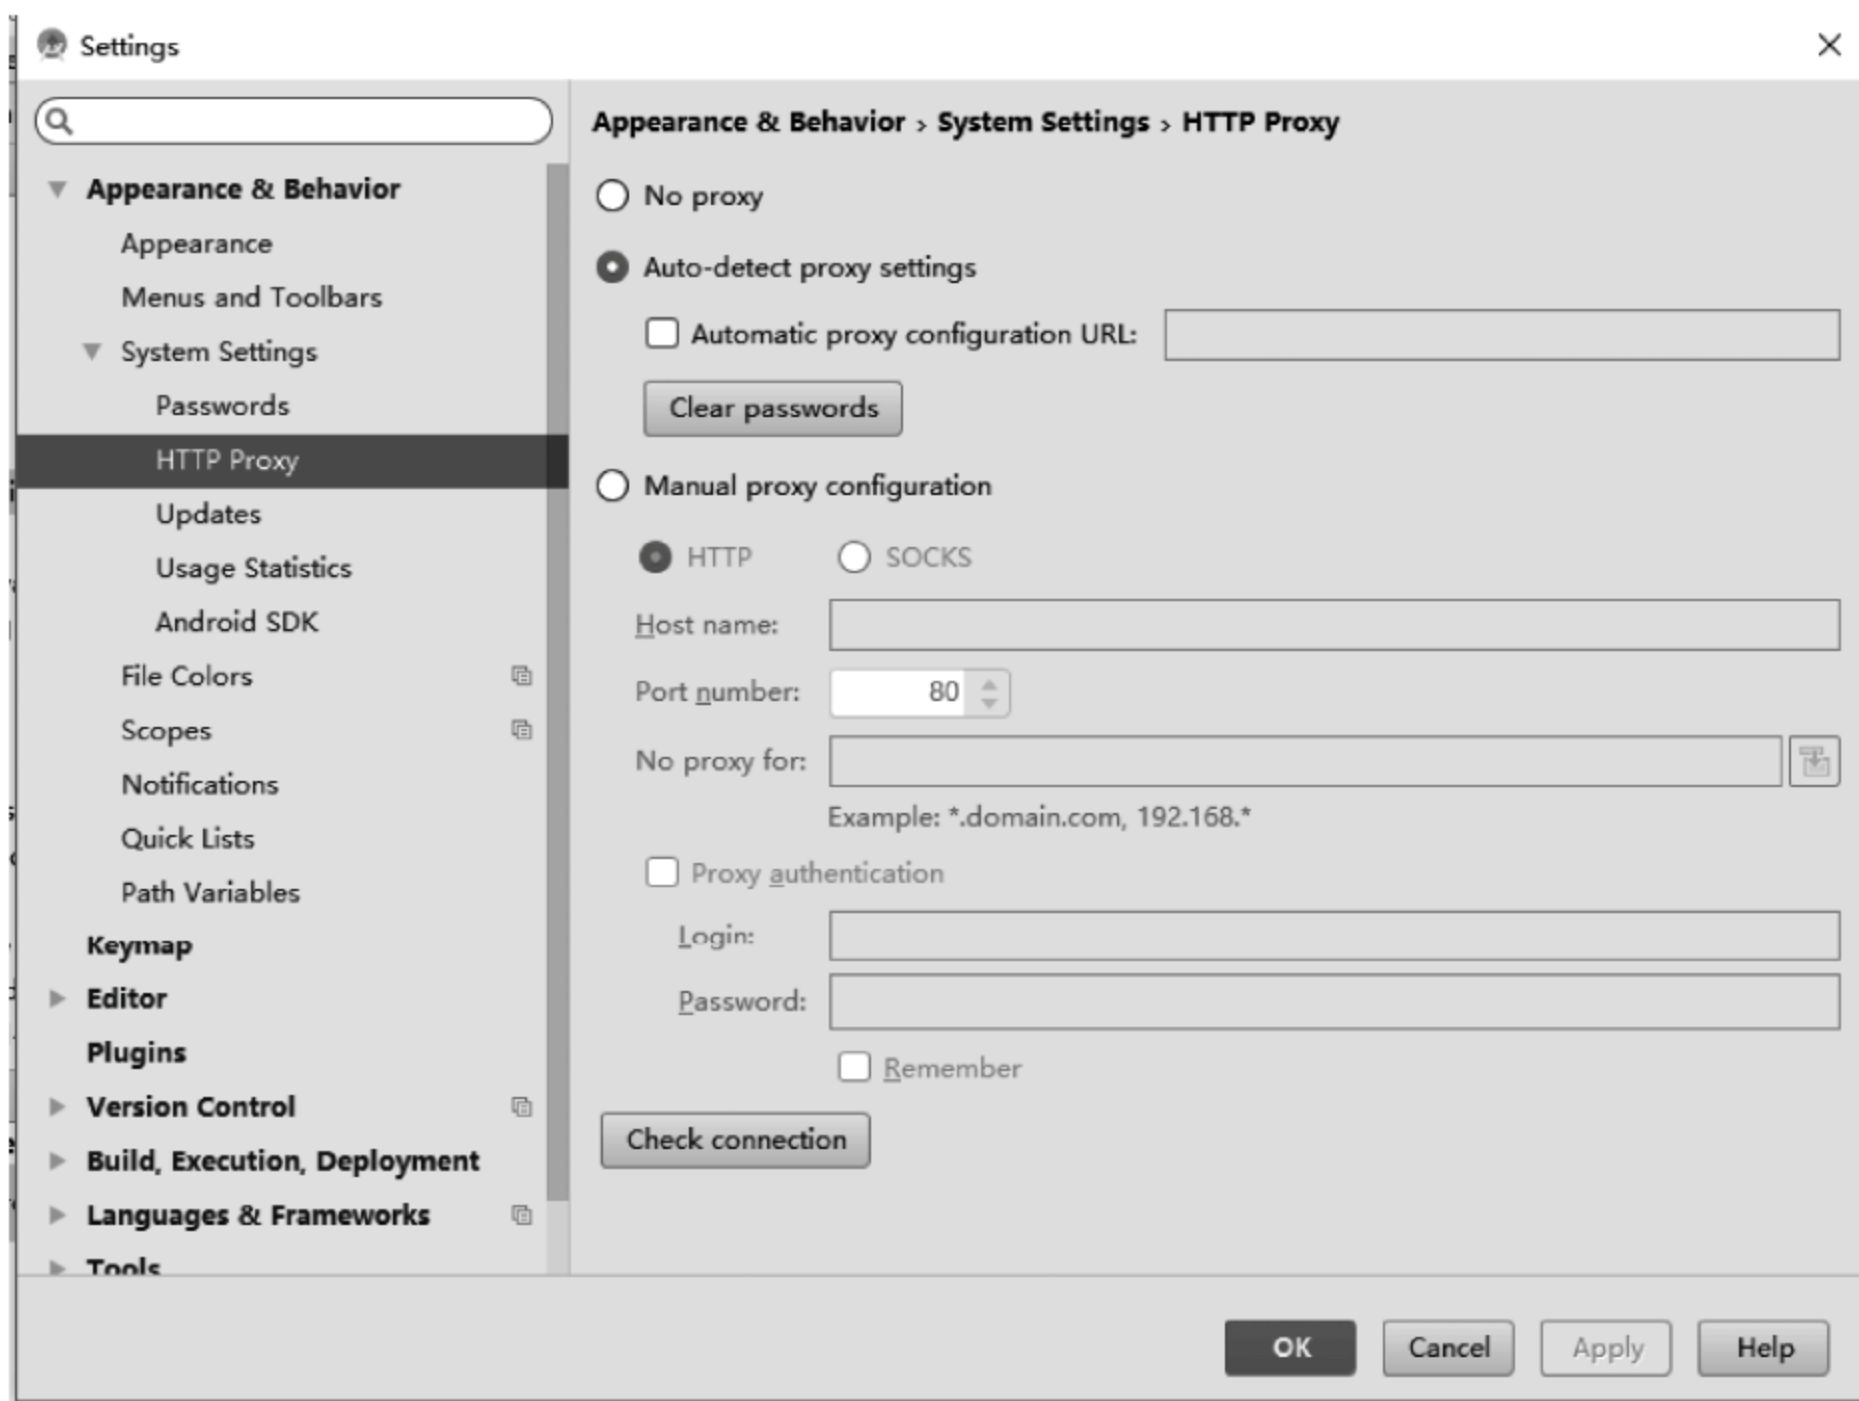 Settings
Appearance & Behavior
Appearance
Menus and Toolbars
System Settings
Passwords
HTTP Proxy
Updates
Usage Statistics
Android SDK
File Colors
Scopes
Notifications
Quick Lists
Path Variables
Keymap
Editor
Plugins
Version Control
Build, Execution, Deployment
Languages & Frameworks
Tools
Appearance & Behavior › System Settings › HTTP Proxy
No proxy
Auto-detect proxy settings
Automatic proxy configuration URL:
Clear passwords
Manual proxy configuration
HTTP SOCKS
Host name:
Port number: 80
No proxy for:
Example: *.domain.com, 192.168.*
Proxy authentication
Login:
Password:
Remember
Check connection
OK Cancel Apply Help